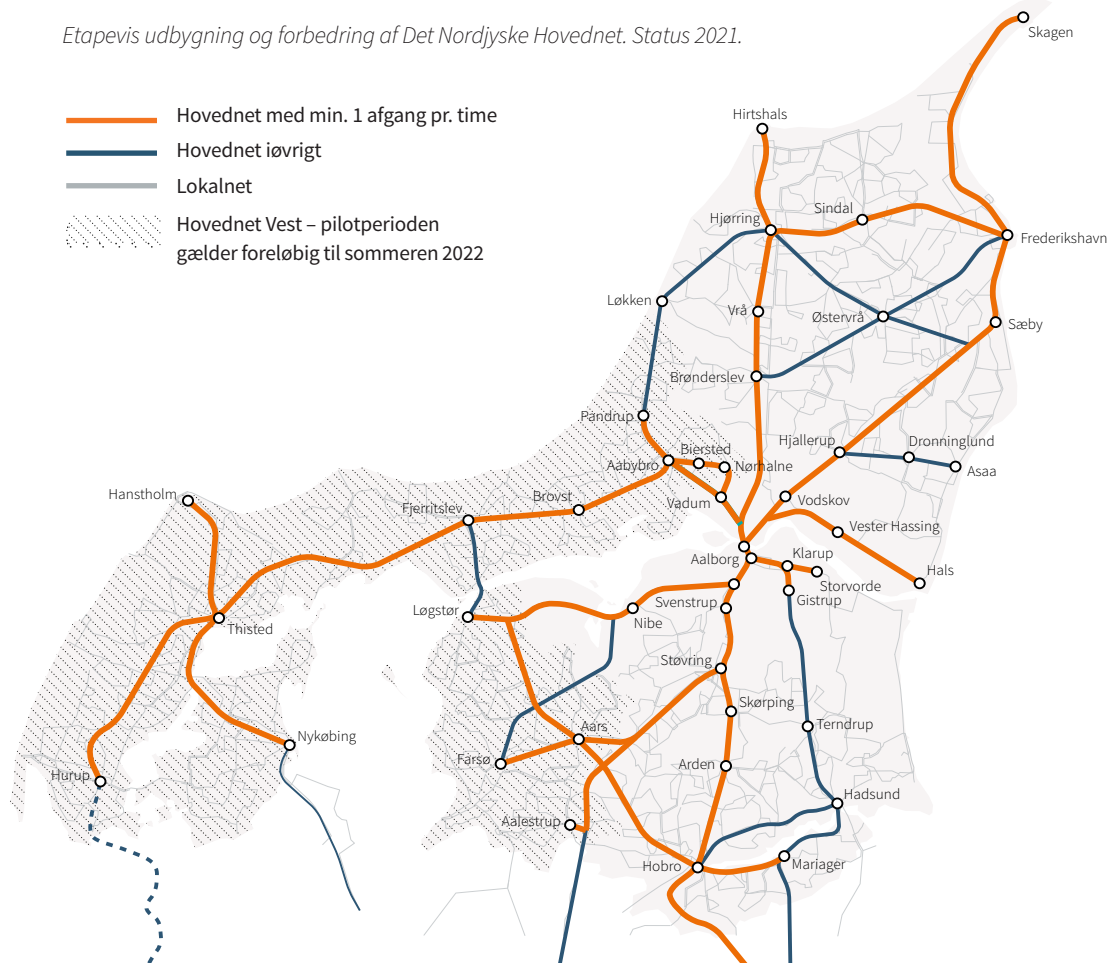 Etapevis udbygning og forbedring af Det Nordjyske Hovednet. Status 2021.
Hovednet med min. 1 afgang pr. time
Hovednet iøvrigt
Lokalnet
Hovednet Vest – pilotperioden
gælder foreløbig til sommeren 2022
Skagen
Hirtshals
Sindal
Hjørring
Frederikshavn
Løkken
Vrå
Østervrå
Sæby
Brønderslev
Pandrup
Hjallerup
Dronninglund
Biersted
Aabybro
Nørhalne
Asaa
Hanstholm
Brovst
Vadum
Vodskov
Fjerritslev
Vester Hassing
Aalborg
Klarup
Hals
Storvorde
Svenstrup
Gistrup
Løgstør
Nibe
Thisted
Støvring
Skørping
Terndrup
Aars
Nykøbing
Farsø
Arden
Hurup
Hadsund
Aalestrup
Hobro
Mariager